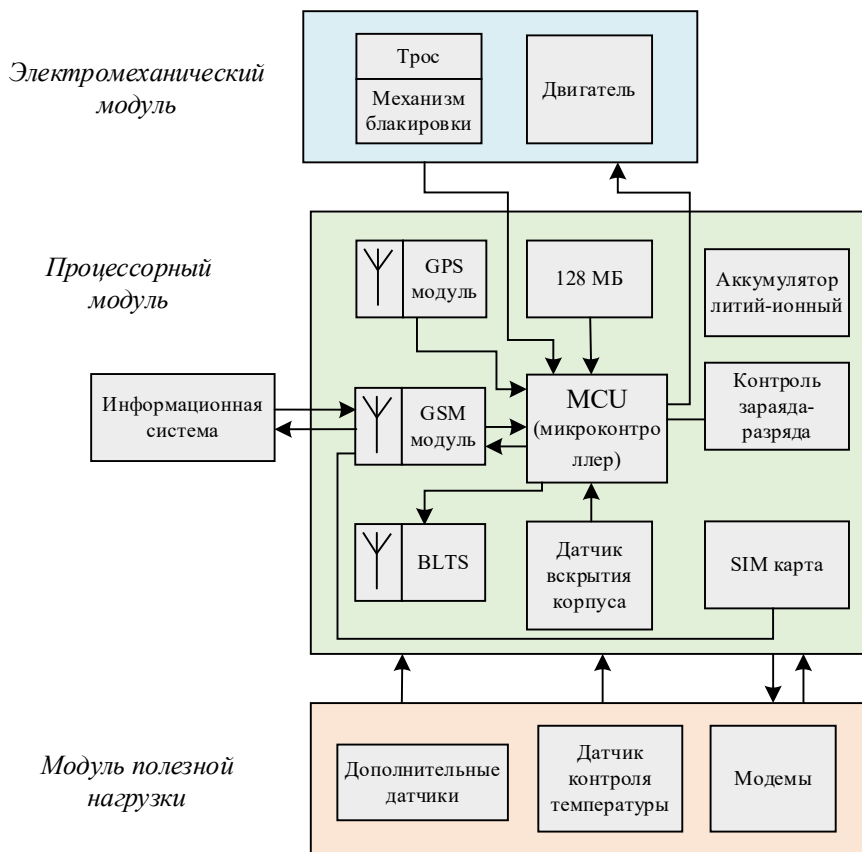 Электромеханический
модуль
Трос
Механизм
блакировки
Двигатель
Процессорный
модуль
GPS
модуль
128 МБ
Аккумулятор
литий-ионный
Информационная
система
GSM
модуль
MCU
(микроконтро
ллер)
Контроль
зараяда-
разряда
BLTS
Датчик
вскрытия
корпуса
SIM карта
Модуль полезной
нагрузки
Дополнительные
датчики
Датчик
контроля
температуры
Модемы